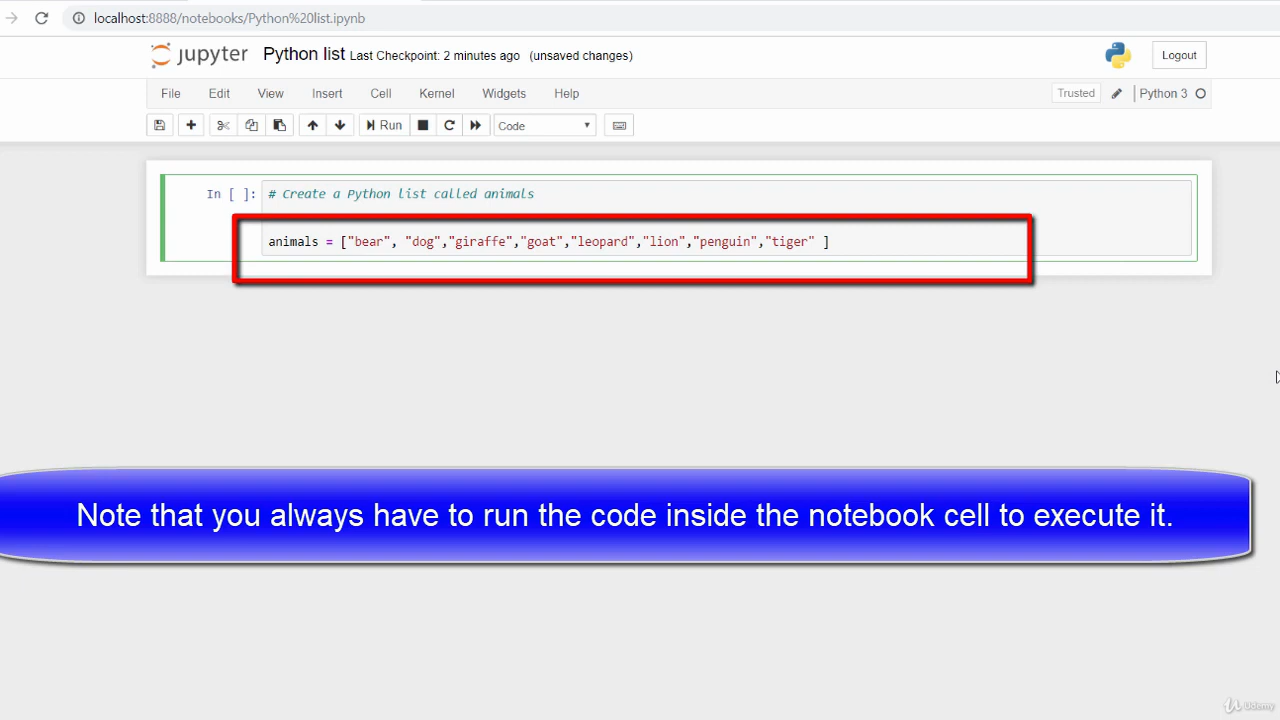 localhost:8888/notebooks/Python%20list.ipynb
jupyter Python list Last Checkpoint: 2 minutes ago (unsaved changes) Logout
File Edit View Insert Cell Kernel Widgets Help Trusted Python 3
Run Code
In [ ]: # Create a Python list called animals
animals = ["bear", "dog","giraffe","goat","leopard","lion","penguin","tiger" ]
Note that you always have to run the code inside the notebook cell to execute it.
Udemy